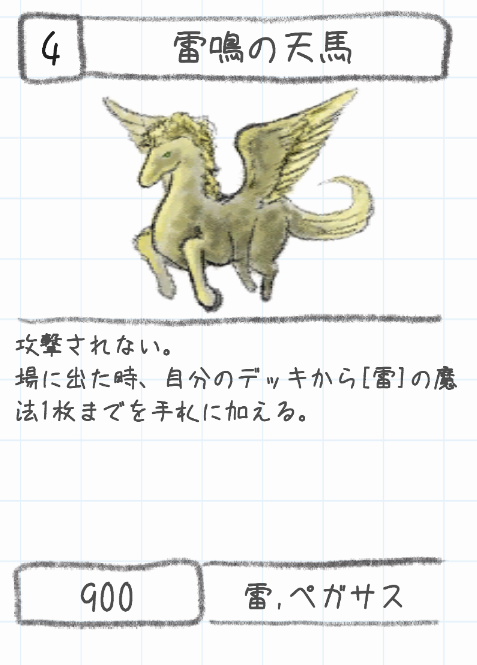 4
雷鳴の天馬
攻撃されない。
場に出た時、自分のデッキから[雷]の魔
法1枚までを手札に加える。
900
雷,ペガサス